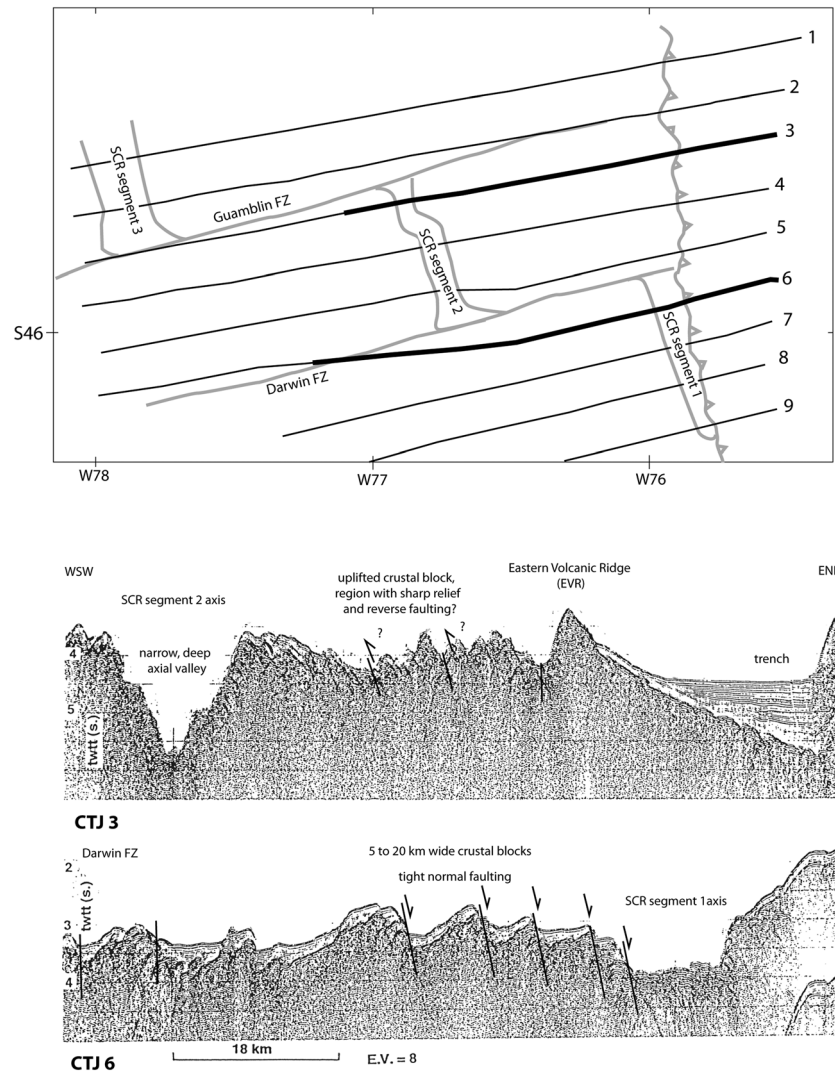 1
2
3
4
5
6
7
8
9
SCR segment 3
Guamblin FZ
SCR segment 2
Darwin FZ
SCR segment 1
S46
W78
W77
W76
WSW
SCR segment 2 axis
narrow, deep
axial valley
uplifted crustal block,
region with sharp relief
and reverse faulting?
?
?
Eastern Volcanic Ridge
(EVR)
trench
4
5
twtt (s.)
CTJ 3
Darwin FZ
5 to 20 km wide crustal blocks
tight normal faulting
SCR segment 1axis
2
3
4
twtt (s.)
CTJ 6
18 km
E.V. = 8